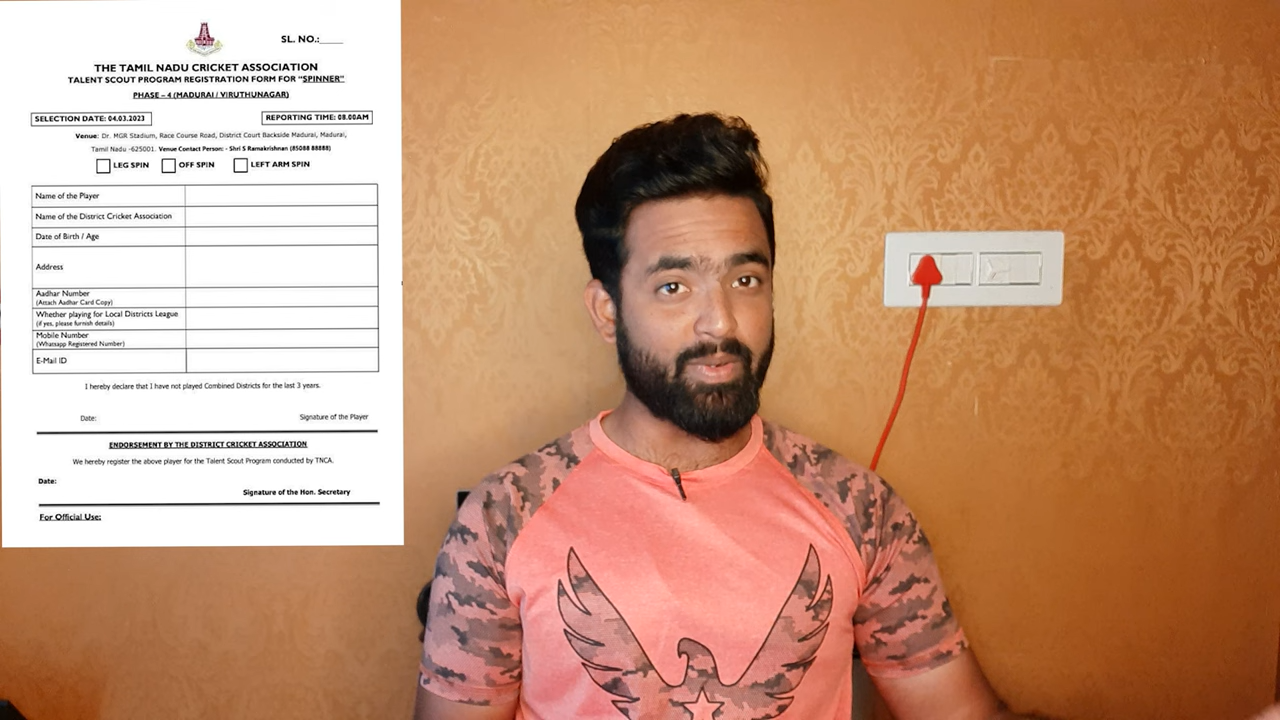 SL. NO.:____
THE TAMIL NADU CRICKET ASSOCIATION
TALENT SCOUT PROGRAM REGISTRATION FORM FOR "SPINNER"
PHASE – 4 (MADURAI / VIRUTHUNAGAR)
SELECTION DATE: 04.03.2023
REPORTING TIME: 08.00AM
Venue: Dr. MGR Stadium, Race Course Road, District Court Backside Madurai, Madurai,
Tamil Nadu -625001. Venue Contact Person: - Shri S Ramakrishnan (85088 88888)
LEG SPIN OFF SPIN LEFT ARM SPIN
Name of the Player
Name of the District Cricket Association
Date of Birth / Age
Address
Aadhar Number
(Attach Aadhar Card Copy)
Whether playing for Local Districts League
(if yes, please furnish details)
Mobile Number
(Whatsapp Registered Number)
E-Mail ID
I hereby declare that I have not played Combined Districts for the last 3 years.
Date: Signature of the Player
ENDORSEMENT BY THE DISTRICT CRICKET ASSOCIATION
We hereby register the above player for the Talent Scout Program conducted by TNCA.
Date:
Signature of the Hon. Secretary
For Official Use: